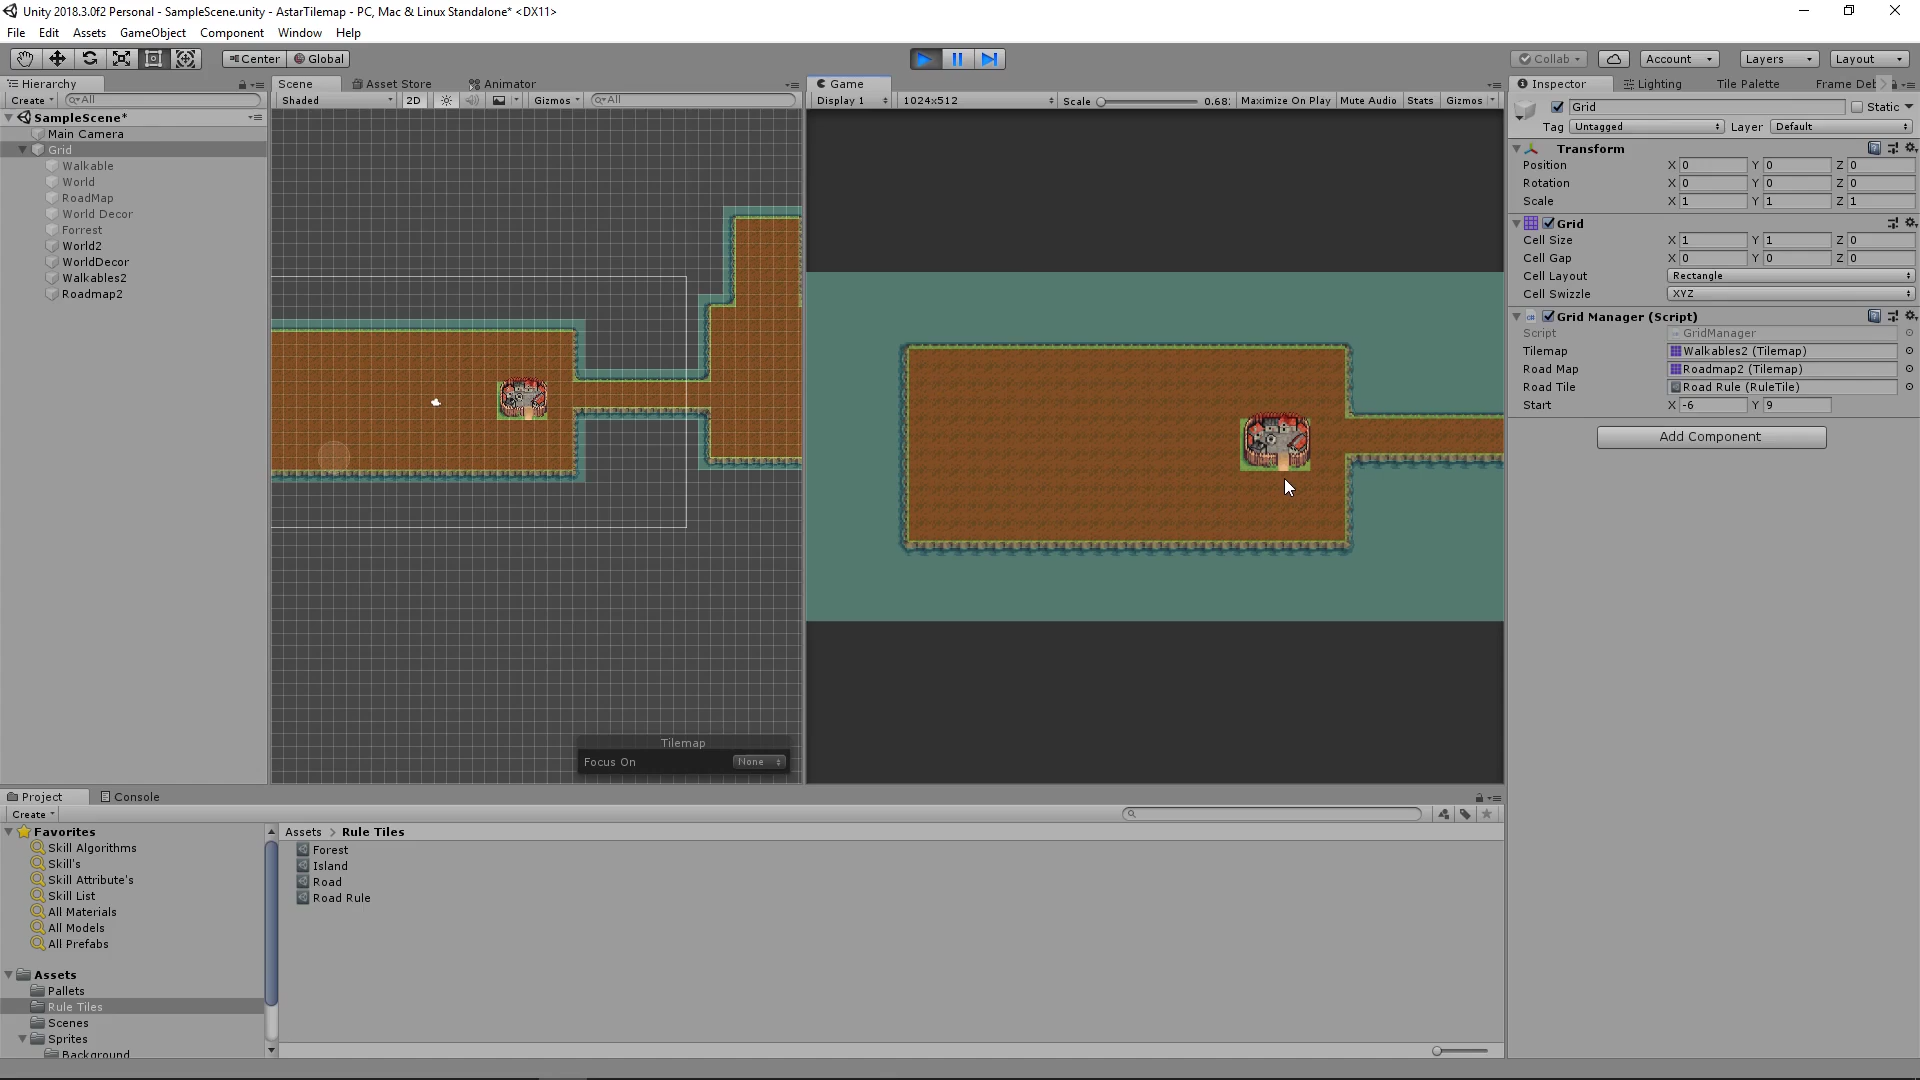 Unity 2018.3.0f2 Personal - SampleScene.unity - AstarTilemap - PC, Mac & Linux Standalone* <DX11>
File Edit Assets GameObject Component Window Help
Center Global
Collab Account Layers Layout
Hierarchy
Create All
SampleScene*
Main Camera
Grid
Walkable
World
RoadMap
World Decor
Forrest
World2
WorldDecor
Walkables2
Roadmap2
Scene Asset Store Animator
Shaded 2D Gizmos All
Tilemap
Focus On None
Game
Display 1 1024x512 Scale 0.68 Maximize On Play Mute Audio Stats Gizmos
Inspector Lighting Tile Palette Frame Deb
Grid Static
Tag Untagged Layer Default
Transform
Position X 0 Y 0 Z 0
Rotation X 0 Y 0 Z 0
Scale X 1 Y 1 Z 1
Grid
Cell Size X 1 Y 1 Z 0
Cell Gap X 0 Y 0 Z 0
Cell Layout Rectangle
Cell Swizzle XYZ
Grid Manager (Script)
Script GridManager
Tilemap Walkables2 (Tilemap)
Road Map Roadmap2 (Tilemap)
Road Tile Road Rule (RuleTile)
Start X -6 Y 9
Add Component
Project Console
Create
Favorites
Skill Algorithms
Skill's
Skill Attribute's
Skill List
All Materials
All Models
All Prefabs
Assets
Pallets
Rule Tiles
Scenes
Sprites
Background
Assets > Rule Tiles
Forest
Island
Road
Road Rule